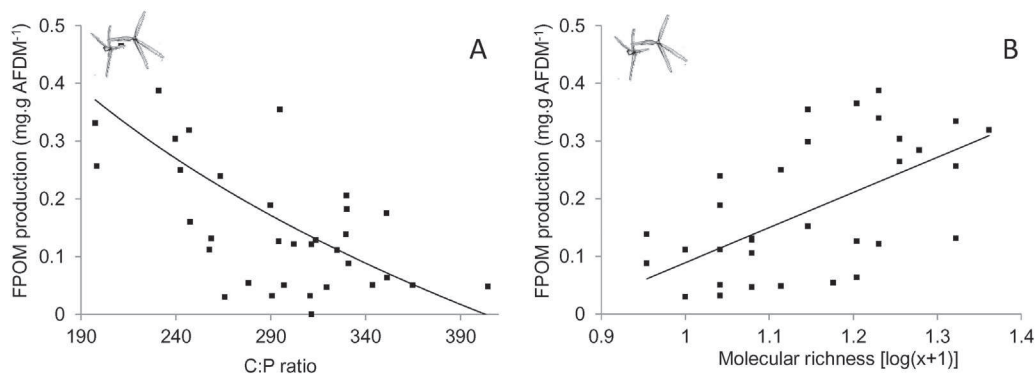 FPOM production (mg.g AFDM-1)
0.5
0.4
0.3
0.2
0.1
0
190 240 290 340 390
C:P ratio
A
FPOM production (mg.g AFDM-1)
0.5
0.4
0.3
0.2
0.1
0
0.9 1 1.1 1.2 1.3 1.4
Molecular richness [log(x+1)]
B